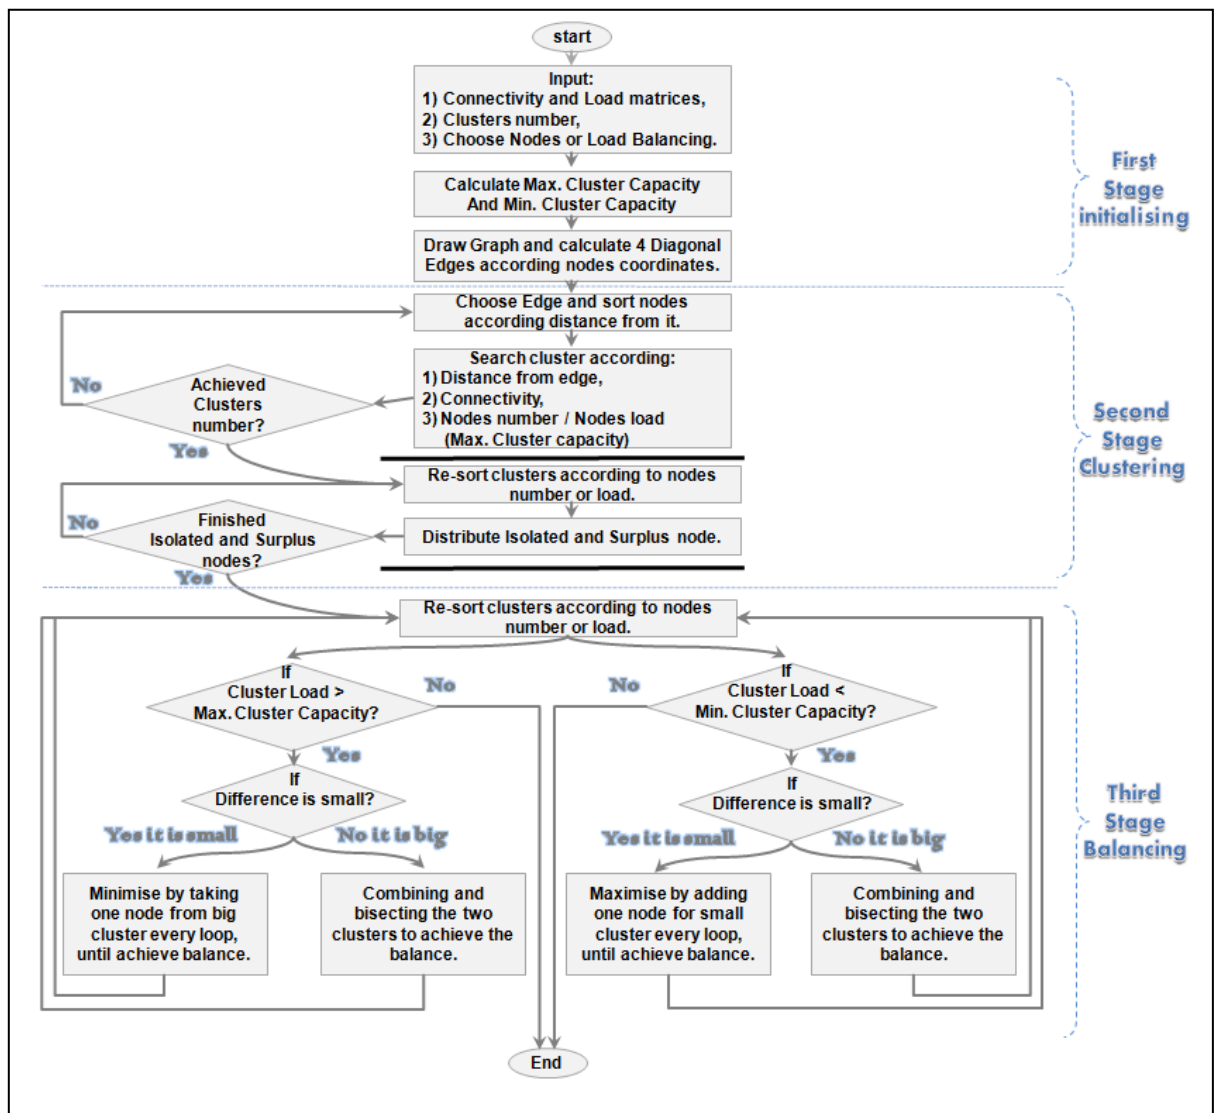 start
Input:
1) Connectivity and Load matrices,
2) Clusters number,
3) Choose Nodes or Load Balancing.
Calculate Max. Cluster Capacity
And Min. Cluster Capacity
Draw Graph and calculate 4 Diagonal
Edges according nodes coordinates.
First
Stage
initialising
Choose Edge and sort nodes
according distance from it.
Search cluster according:
1) Distance from edge,
2) Connectivity,
3) Nodes number / Nodes load
(Max. Cluster capacity)
No
Achieved
Clusters
number?
Yes
Re-sort clusters according to nodes
number or load.
No
Finished
Isolated and Surplus
nodes?
Distribute Isolated and Surplus node.
Yes
Second
Stage
Clustering
Re-sort clusters according to nodes
number or load.
If
Cluster Load >
Max. Cluster Capacity?
No
No
If
Cluster Load <
Min. Cluster Capacity?
Yes
Yes
If
Difference is small?
If
Difference is small?
Yes it is small
No it is big
Yes it is small
No it is big
Minimise by taking
one node from big
cluster every loop,
until achieve balance.
Combining and
bisecting the two
clusters to achieve the
balance.
Maximise by adding
one node for small
cluster every loop,
until achieve balance.
Combining and
bisecting the two
clusters to achieve the
balance.
Third
Stage
Balancing
End